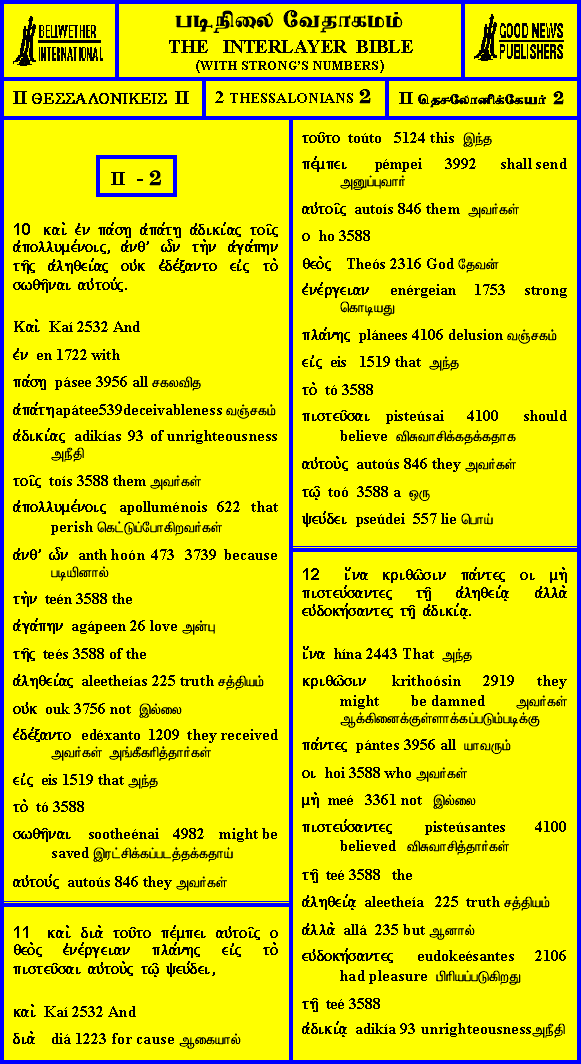 BELLWETHER
INTERNATIONAL
படிநிலை வேதாகமம்
THE INTERLAYER BIBLE
(WITH STRONG'S NUMBERS)
GOOD NEWS
PUBLISHERS
II ΘΕΣΣΑΛΟΝΙΚΕΙΣ II
2 THESSALONIANS 2
II தெசலோனிக்கேயர் 2
II - 2
10 καὶ ἐν πάσῃ ἀπάτῃ ἀδικίας τοῖς
ἀπολλυμένοις, ἀνθ’ ὧν τὴν ἀγάπην
τῆς ἀληθείας οὐκ ἐδέξαντο εἰς τὸ
σωθῆναι αὐτούς.
Καὶ Kaí 2532 And
ἐν en 1722 with
πάσῃ pásee 3956 all சகலவித
ἀπάτῃ apátee539deceivableness வஞ்சகம்
ἀδικίας adikías 93 of unrighteousness
அநீதி
τοῖς toís 3588 them அவர்கள்
ἀπολλυμένοις apolluménois 622 that
perish கெட்டுப்போகிறவர்கள்
ἀνθ’ ὧν anth hoón 473 3739 because
படியினால்
τὴν teén 3588 the
ἀγάπην agápeen 26 love அன்பு
τῆς teés 3588 of the
ἀληθείας aleetheías 225 truth சத்தியம்
οὐκ ouk 3756 not இல்லை
ἐδέξαντο edéxanto 1209 they received
அவர்கள் அங்கீகரித்தார்கள்
εἰς eis 1519 that அந்த
τὸ tó 3588
σωθῆναι sootheénai 4982 might be
saved இரட்சிக்கப்படத்தக்கதாய்
αὐτούς autoús 846 they அவர்கள்
11 καὶ διὰ τοῦτο πέμπει αὐτοῖς ο
θεὸς ἐνέργειαν πλάνης εἰς τὸ
πιστεῦσαι αὐτοὺς τῷ ψεύδει,
καὶ Kaí 2532 And
διὰ diá 1223 for cause ஆகையால்
τοῦτο toúto 5124 this இந்த
πέμπει pémpei 3992 shall send
அனுப்புவார்
αὐτοῖς autoís 846 them அவர்கள்
ο ho 3588
θεὸς Theós 2316 God தேவன்
ἐνέργειαν enérgeian 1753 strong
கொடியது
πλάνης plánees 4106 delusion வஞ்சகம்
εἰς eis 1519 that அந்த
τὸ tó 3588
πιστεῦσαι pisteúsai 4100 should
believe விசுவாசிக்கதக்கதாக
αὐτοὺς autoús 846 they அவர்கள்
τῷ toó 3588 a ஒரு
ψεύδει pseúdei 557 lie பொய்
12 ἵνα κριθῶσιν πάντες οι μὴ
πιστεύσαντες τῇ ἀληθείᾳ ἀλλὰ
εὐδοκήσαντες τῇ ἀδικίᾳ.
ἵνα hína 2443 That அந்த
κριθῶσιν krithoósin 2919 they
might be damned அவர்கள்
ஆக்கினைக்குள்ளாக்கப்படும்படிக்கு
πάντες pántes 3956 all யாவரும்
οι hoi 3588 who அவர்கள்
μὴ meé 3361 not இல்லை
πιστεύσαντες pisteúsantes 4100
believed விசுவாசித்தார்கள்
τῇ teé 3588 the
ἀληθείᾳ aleetheía 225 truth சத்தியம்
ἀλλὰ allá 235 but ஆனால்
εὐδοκήσαντες eudokeésantes 2106
had pleasure பிரியப்படுகிறது
τῇ teé 3588
ἀδικίᾳ adikía 93 unrighteousnessஅநீதி